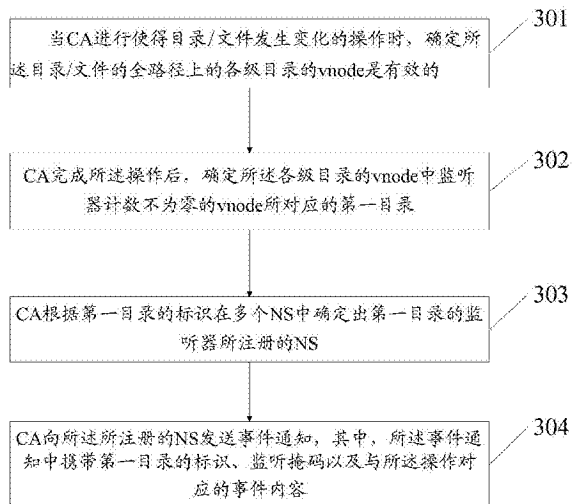 301
当CA进行使得目录/文件发生变化的操作时，确定所
述目录/文件的全路径上的各级目录的vnode是有效的
302
CA完成所述操作后，确定所述各级目录的vnode中监听
器计数不为零的vnode所对应的第一目录
303
CA根据第一目录的标识在多个NS中确定出第一目录的监
听器所注册的NS
304
CA向所述所注册的NS发送事件通知，其中，所述事件通
知中携带第一目录的标识、监听掩码以及与所述操作对
应的事件内容